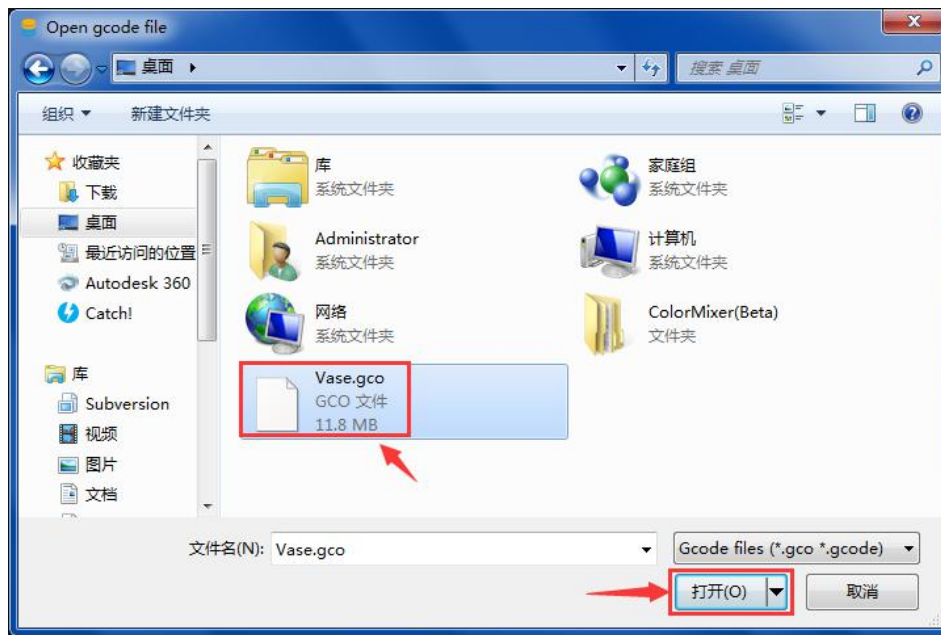 Open gcode file
桌面
搜索 桌面
组织
新建文件夹
收藏夹
下载
桌面
最近访问的位置
Autodesk 360
Catch!
库
Subversion
视频
图片
文档
库
系统文件夹
家庭组
系统文件夹
Administrator
系统文件夹
计算机
系统文件夹
网络
系统文件夹
ColorMixer(Beta)
文件夹
Vase.gco
GCO 文件
11.8 MB
文件名(N): Vase.gco
Gcode files (*.gco *.gcode)
打开(O)
取消